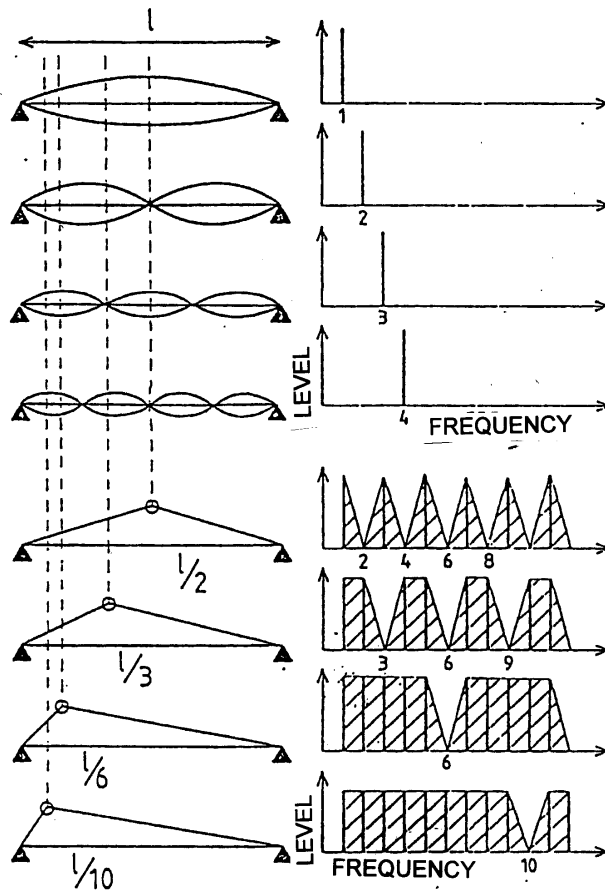 l
1
2
3
LEVEL
4
FREQUENCY
l/2
2 4 6 8
l/3
3 6 9
l/6
6
l/10
LEVEL
FREQUENCY
10